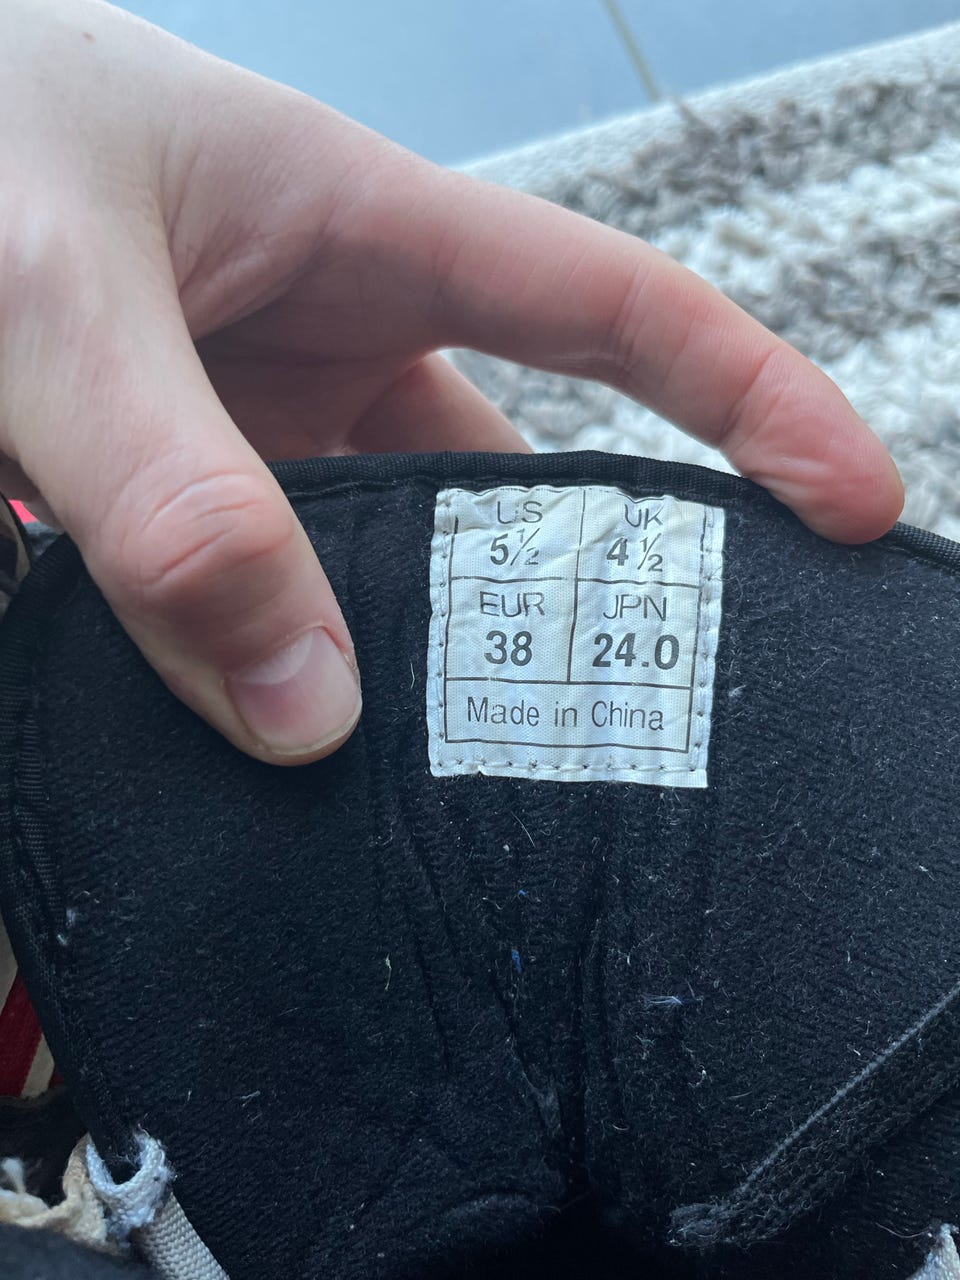 US UK
5½ 4½
EUR JPN
38 24.0
Made in China